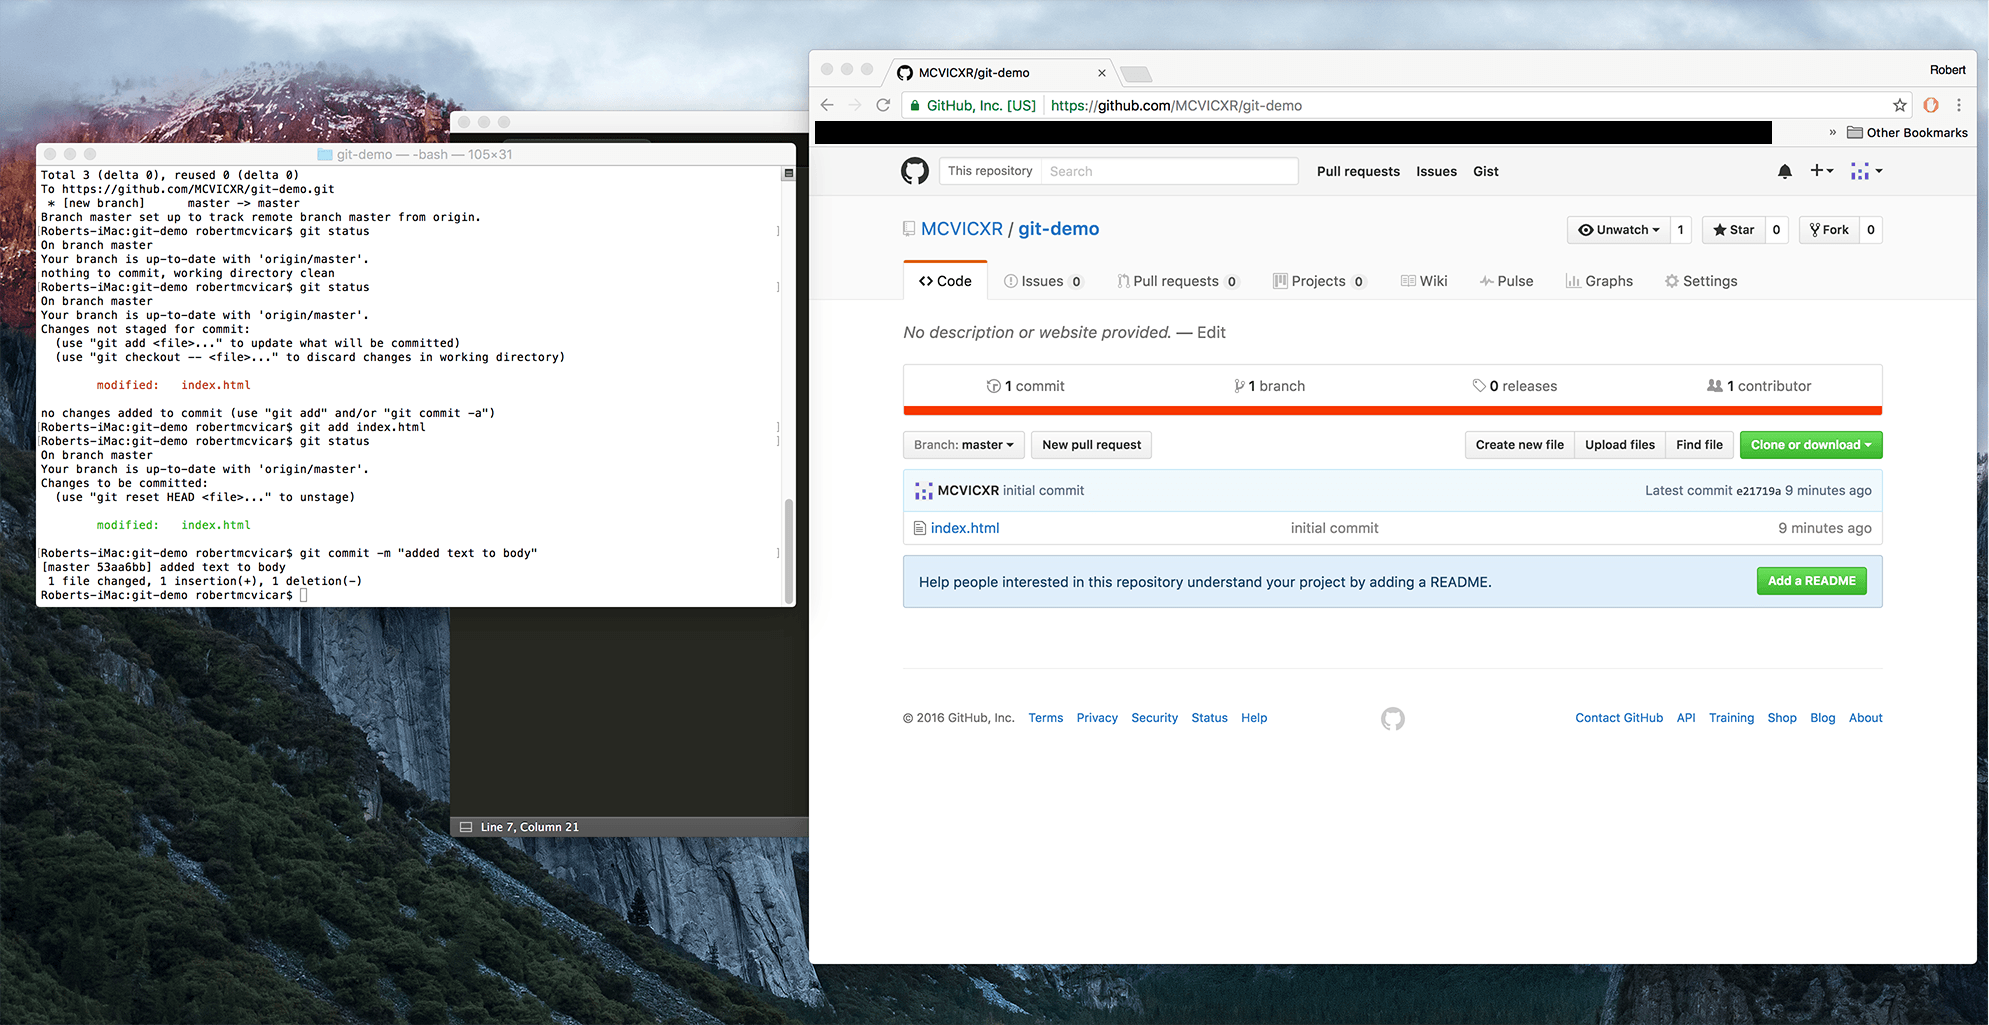 git-demo — -bash — 105×31
Total 3 (delta 0), reused 0 (delta 0)
To https://github.com/MCVICXR/git-demo.git
 * [new branch]      master -> master
Branch master set up to track remote branch master from origin.
[Roberts-iMac:git-demo robertmcvicar$ git status ]
On branch master
Your branch is up-to-date with 'origin/master'.
nothing to commit, working directory clean
[Roberts-iMac:git-demo robertmcvicar$ git status ]
On branch master
Your branch is up-to-date with 'origin/master'.
Changes not staged for commit:
  (use "git add <file>..." to update what will be committed)
  (use "git checkout -- <file>..." to discard changes in working directory)
        modified:   index.html
no changes added to commit (use "git add" and/or "git commit -a")
[Roberts-iMac:git-demo robertmcvicar$ git add index.html ]
[Roberts-iMac:git-demo robertmcvicar$ git status ]
On branch master
Your branch is up-to-date with 'origin/master'.
Changes to be committed:
  (use "git reset HEAD <file>..." to unstage)
        modified:   index.html
[Roberts-iMac:git-demo robertmcvicar$ git commit -m "added text to body" ]
[master 53aa6bb] added text to body
 1 file changed, 1 insertion(+), 1 deletion(-)
Roberts-iMac:git-demo robertmcvicar$
Line 7, Column 21
MCVICXR/git-demo × Robert
GitHub, Inc. [US] https://github.com/MCVICXR/git-demo
» Other Bookmarks
This repository Search Pull requests Issues Gist
MCVICXR / git-demo Unwatch 1 Star 0 Fork 0
<> Code Issues 0 Pull requests 0 Projects 0 Wiki Pulse Graphs Settings
No description or website provided. — Edit
1 commit 1 branch 0 releases 1 contributor
Branch: master New pull request Create new file Upload files Find file Clone or download
MCVICXR initial commit Latest commit e21719a 9 minutes ago
index.html initial commit 9 minutes ago
Help people interested in this repository understand your project by adding a README. Add a README
© 2016 GitHub, Inc. Terms Privacy Security Status Help Contact GitHub API Training Shop Blog About